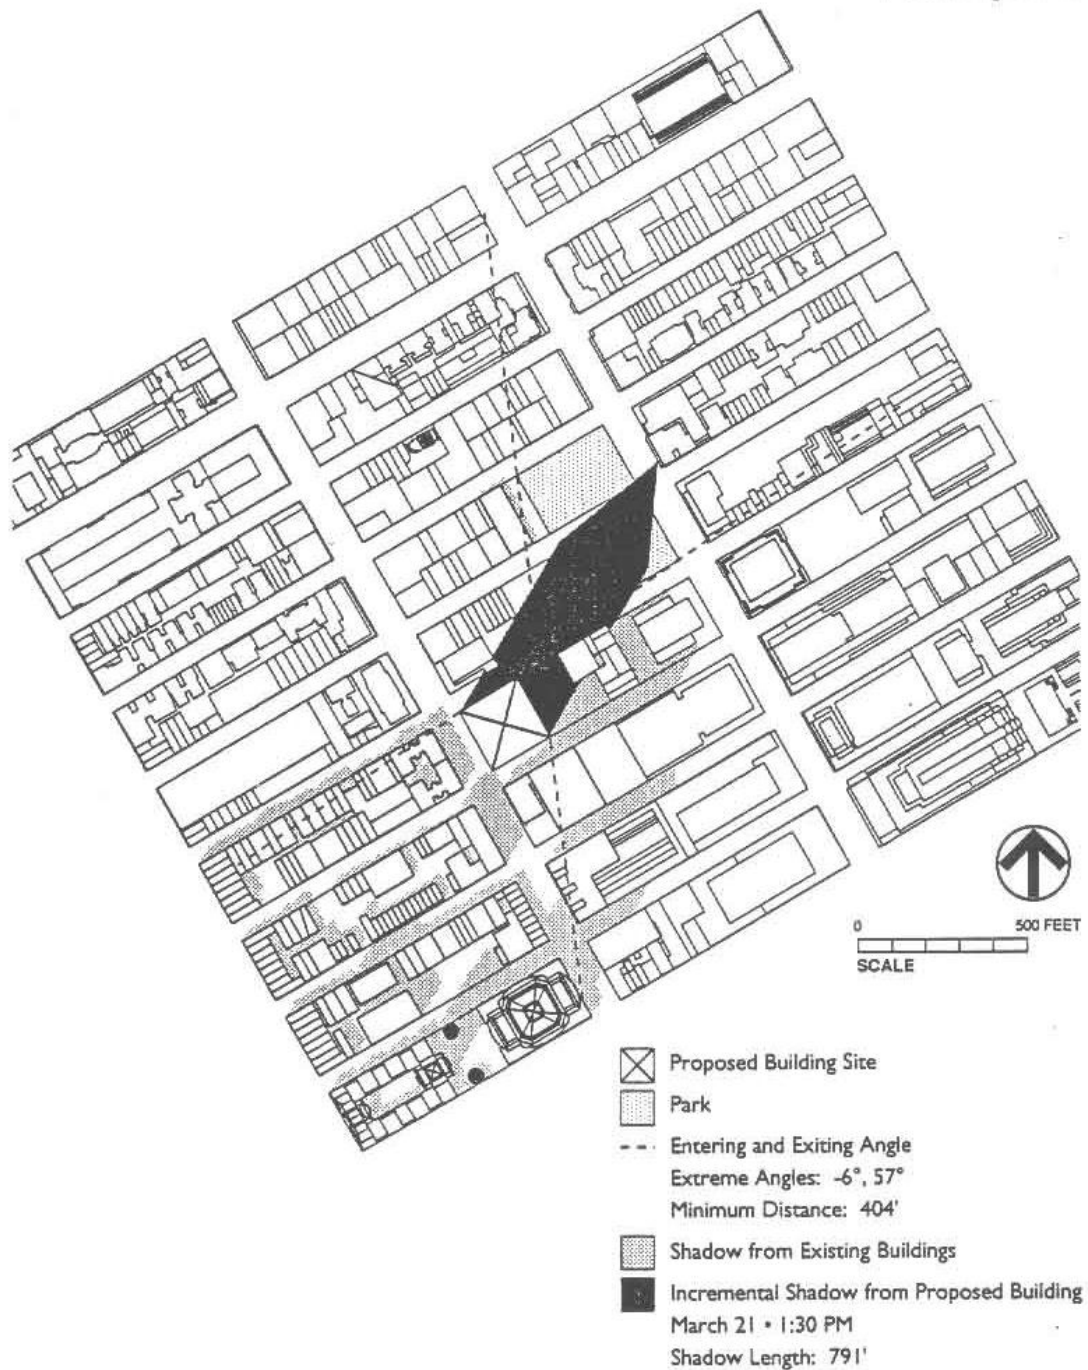 0 500 FEET
SCALE
Proposed Building Site
Park
Entering and Exiting Angle
Extreme Angles: -6°, 57°
Minimum Distance: 404'
Shadow from Existing Buildings
Incremental Shadow from Proposed Building
March 21 • 1:30 PM
Shadow Length: 791'